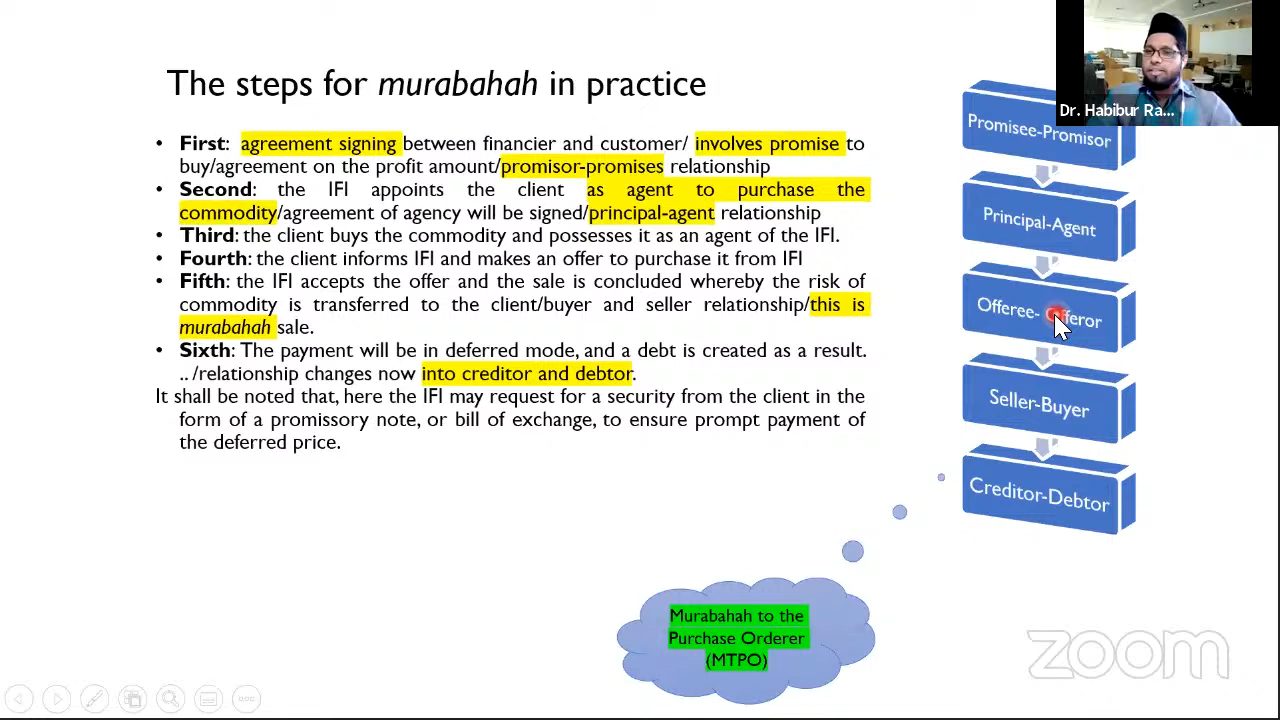 The steps for murabahah in practice
• First: agreement signing between financier and customer/ involves promise to
buy/agreement on the profit amount/promisor-promises relationship
• Second: the IFI appoints the client as agent to purchase the
commodity/agreement of agency will be signed/principal-agent relationship
• Third: the client buys the commodity and possesses it as an agent of the IFI.
• Fourth: the client informs IFI and makes an offer to purchase it from IFI
• Fifth: the IFI accepts the offer and the sale is concluded whereby the risk of
commodity is transferred to the client/buyer and seller relationship/this is
murabahah sale.
• Sixth: The payment will be in deferred mode, and a debt is created as a result.
.. /relationship changes now into creditor and debtor.
It shall be noted that, here the IFI may request for a security from the client in the
form of a promissory note, or bill of exchange, to ensure prompt payment of
the deferred price.
Dr. Habibur Ra...
Promisee-Promisor
Principal-Agent
Offeree- Offeror
Seller-Buyer
Creditor-Debtor
Murabahah to the
Purchase Orderer
(MTPO)
zoom